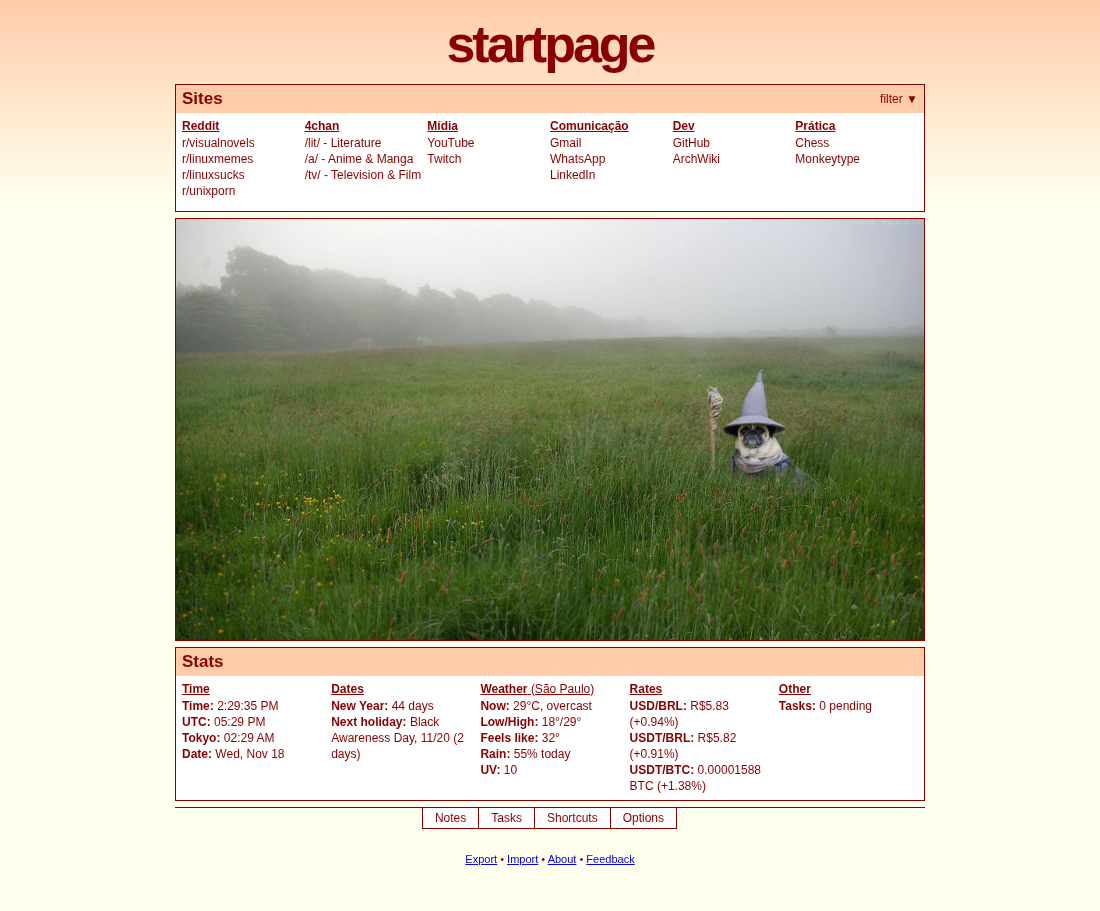 startpage
Sites
filter ▼
Reddit
r/visualnovels
r/linuxmemes
r/linuxsucks
r/unixporn
4chan
/lit/ - Literature
/a/ - Anime & Manga
/tv/ - Television & Film
Mídia
YouTube
Twitch
Comunicação
Gmail
WhatsApp
LinkedIn
Dev
GitHub
ArchWiki
Prática
Chess
Monkeytype
Stats
Time
Time: 2:29:35 PM
UTC: 05:29 PM
Tokyo: 02:29 AM
Date: Wed, Nov 18
Dates
New Year: 44 days
Next holiday: Black
Awareness Day, 11/20 (2
days)
Weather (São Paulo)
Now: 29°C, overcast
Low/High: 18°/29°
Feels like: 32°
Rain: 55% today
UV: 10
Rates
USD/BRL: R$5.83
(+0.94%)
USDT/BRL: R$5.82
(+0.91%)
USDT/BTC: 0.00001588
BTC (+1.38%)
Other
Tasks: 0 pending
Notes
Tasks
Shortcuts
Options
Export • Import • About • Feedback